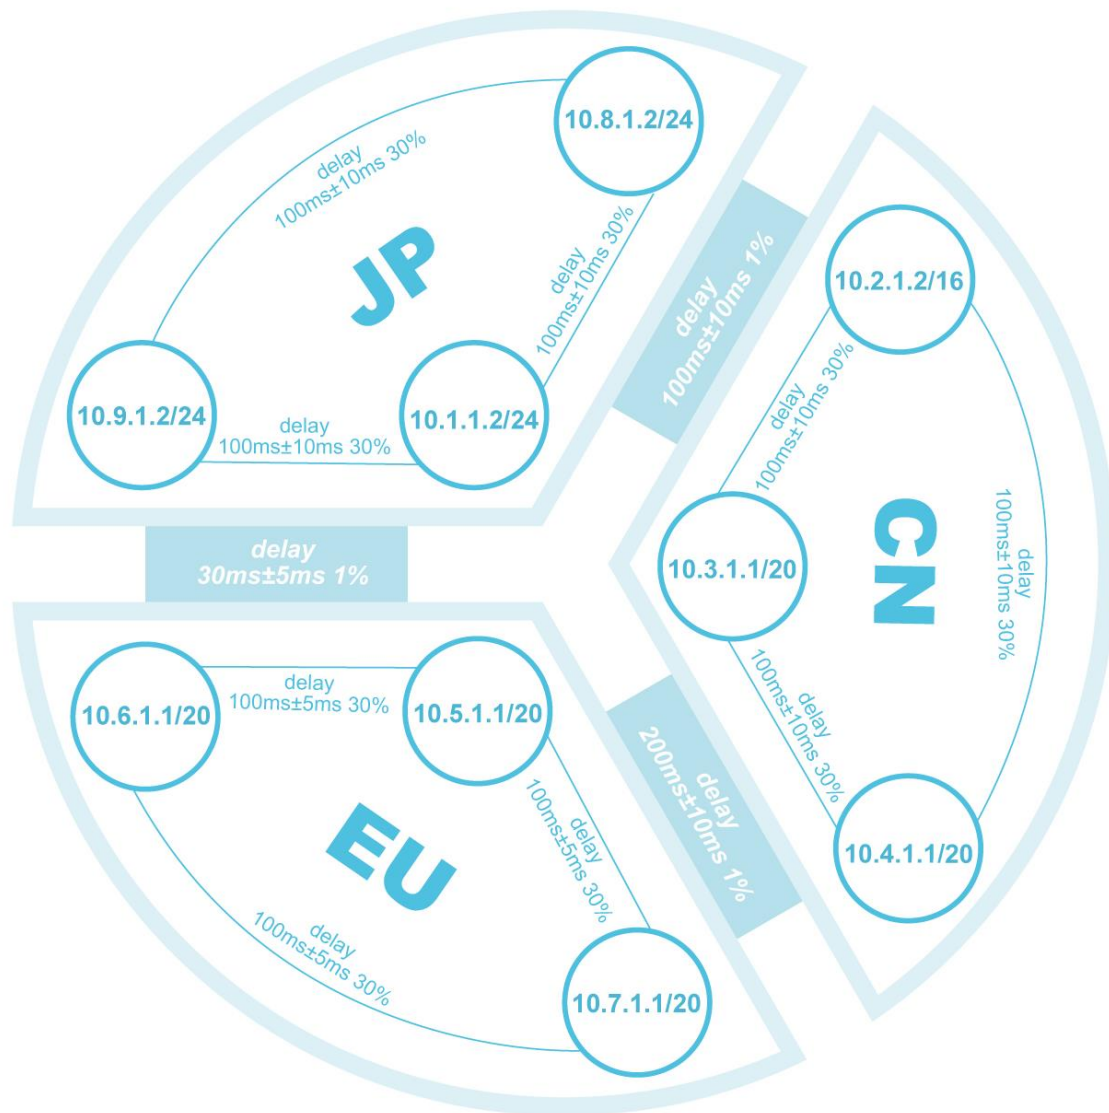 10.8.1.2/24
delay
100ms±10ms 30%
JP
delay
100ms±10ms 30%
10.9.1.2/24
10.1.1.2/24
delay
100ms±10ms 30%
delay
100ms±10ms 1%
10.2.1.2/16
delay
100ms±10ms 30%
CN
delay
100ms±10ms 30%
10.3.1.1/20
delay
100ms±10ms 30%
10.4.1.1/20
delay
30ms±5ms 1%
delay
200ms±10ms 1%
10.6.1.1/20
delay
100ms±5ms 30%
10.5.1.1/20
delay
100ms±5ms 30%
EU
delay
100ms±5ms 30%
10.7.1.1/20